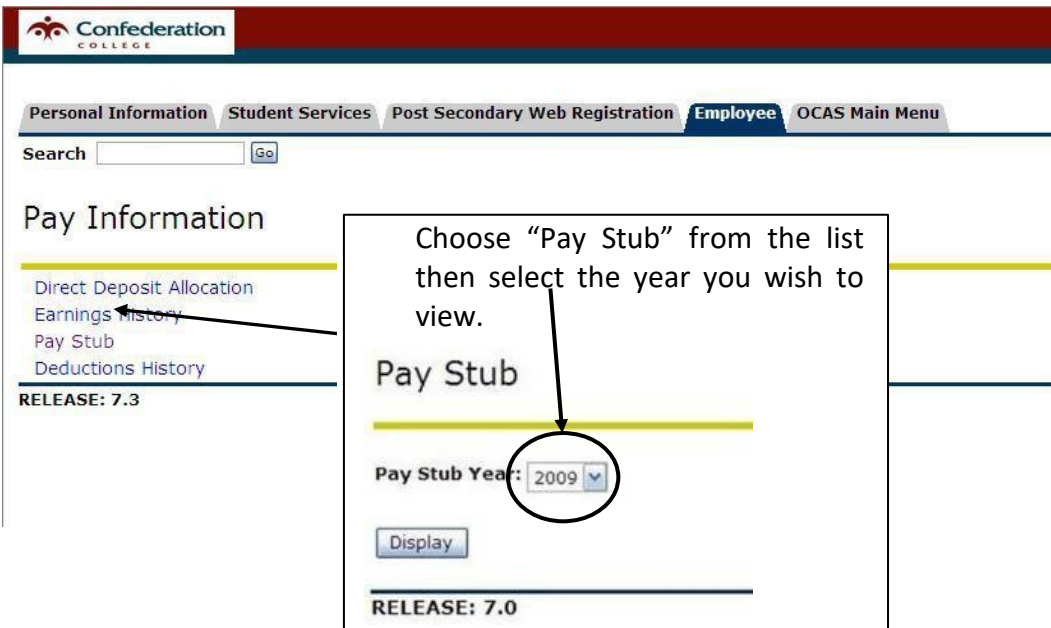 Confederation
COLLEGE
Personal Information Student Services Post Secondary Web Registration Employee OCAS Main Menu
Search Go
Pay Information
Direct Deposit Allocation
Earnings History
Pay Stub
Deductions History
RELEASE: 7.3
Choose “Pay Stub” from the list
then select the year you wish to
view.
Pay Stub
Pay Stub Year: 2009
Display
RELEASE: 7.0